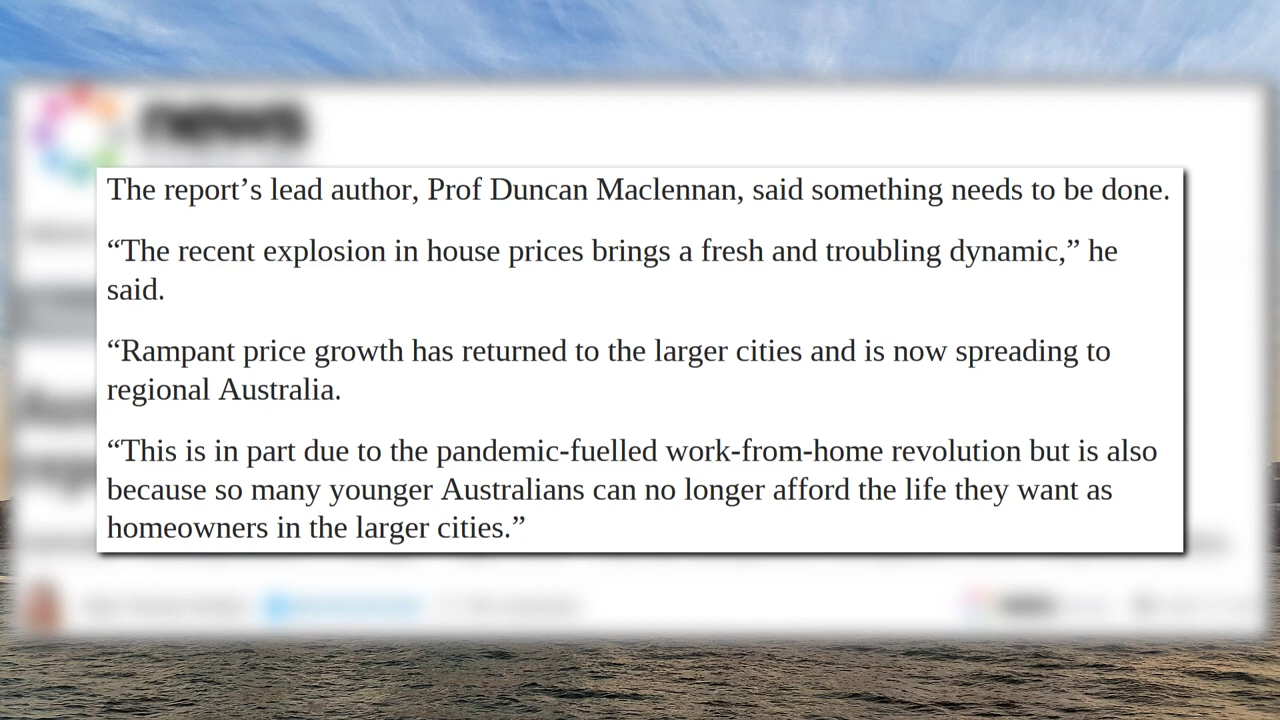 news
The report’s lead author, Prof Duncan Maclennan, said something needs to be done.
“The recent explosion in house prices brings a fresh and troubling dynamic,” he
said.
“Rampant price growth has returned to the larger cities and is now spreading to
regional Australia.
“This is in part due to the pandemic-fuelled work-from-home revolution but is also
because so many younger Australians can no longer afford the life they want as
homeowners in the larger cities.”